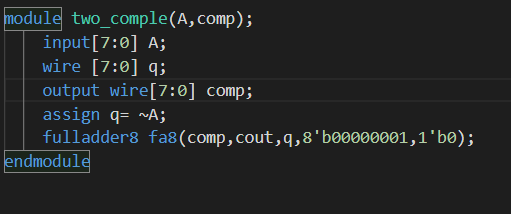 module two_comple(A,comp);
input[7:0] A;
wire [7:0] q;
output wire[7:0] comp;
assign q= ~A;
fulladder8 fa8(comp,cout,q,8'b00000001,1'b0);
endmodule